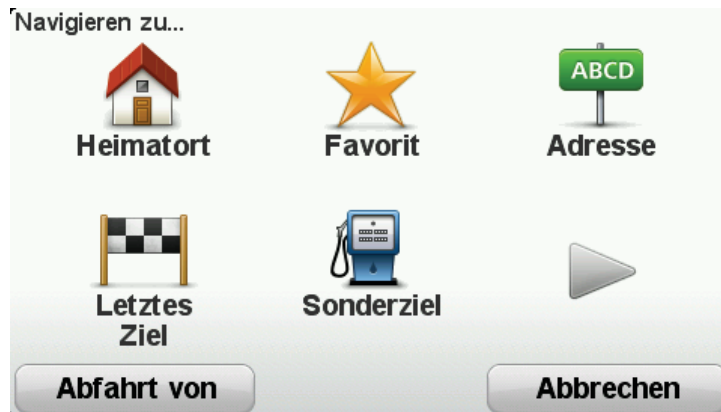 Navigieren zu...
ABCD
Heimatort
Favorit
Adresse
Letztes
Ziel
Sonderziel
Abfahrt von
Abbrechen